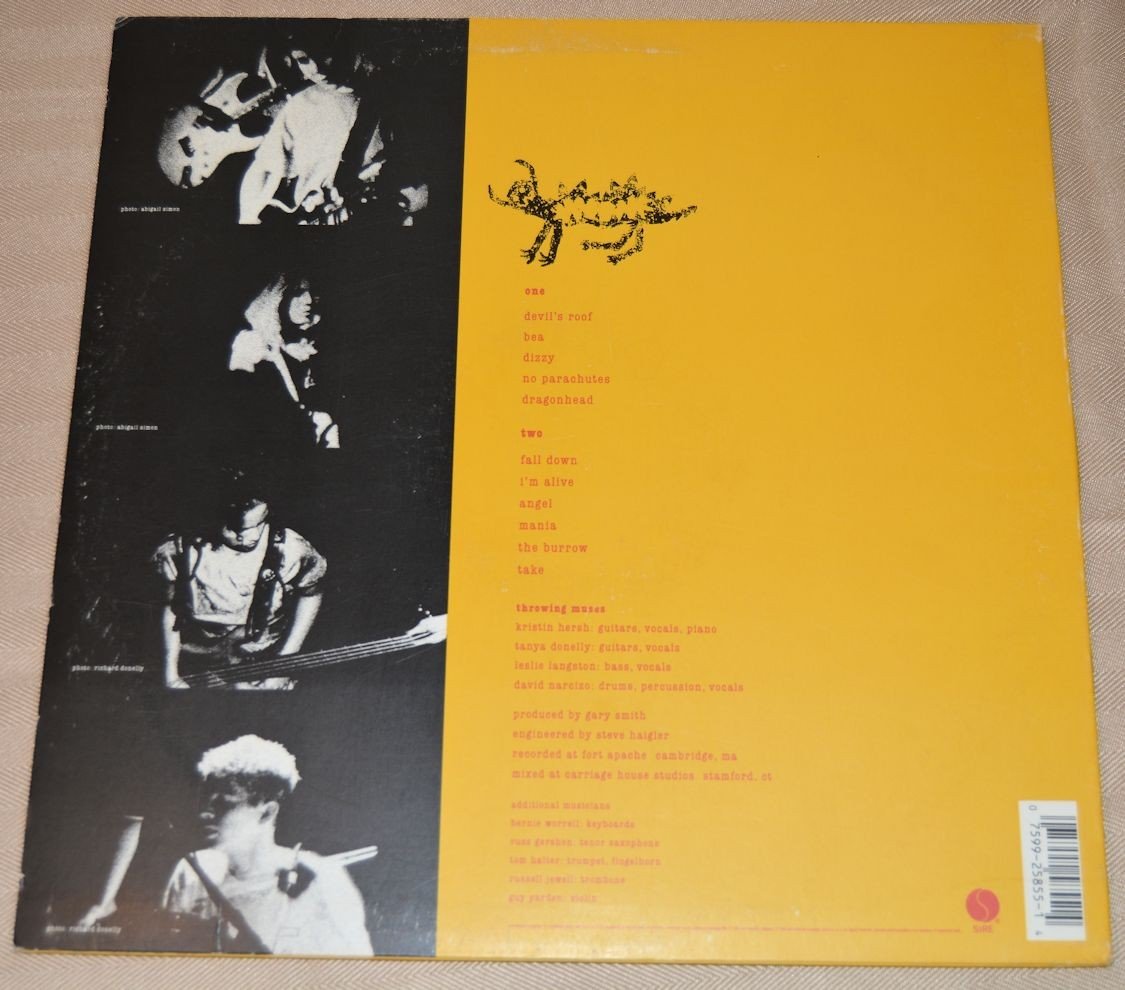 photo: abigail simon
photo: abigail simon
photo: richard donelly
photo: richard donelly
one
devil's roof
bea
dizzy
no parachutes
dragonhead
two
fall down
i'm alive
angel
mania
the burrow
take
throwing muses
kristin hersh: guitars, vocals, piano
tanya donelly: guitars, vocals
leslie langston: bass, vocals
david narcizo: drums, percussion, vocals
produced by gary smith
engineered by steve haigler
recorded at fort apache cambridge, ma
mixed at carriage house studios stamford, ct
additional musicians
bernie worrell: keyboards
russ gershon: tenor saxophone
tom halter: trumpet, flugelhorn
russell jewell: trombone
guy yarden: violin
SIRE
0 7599-25855-1 4